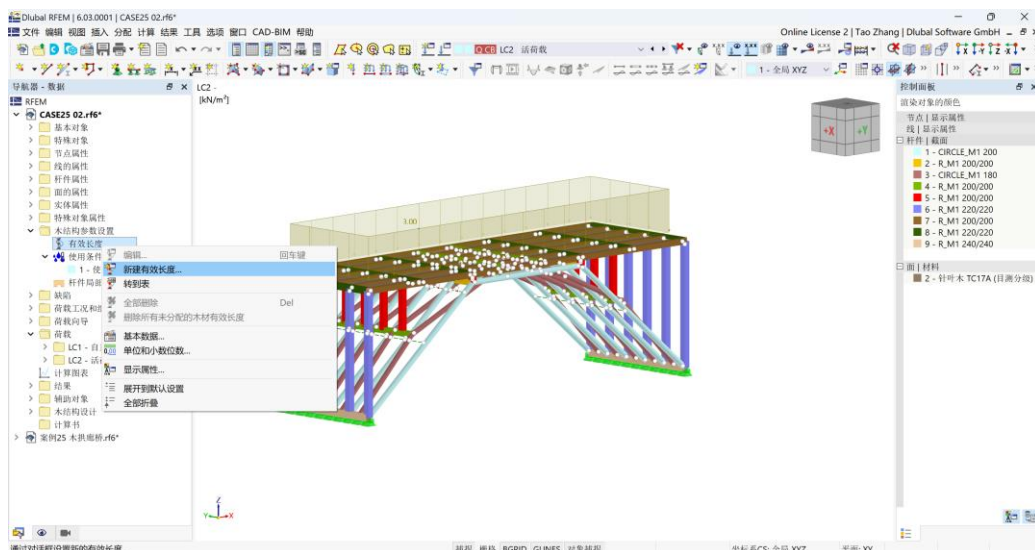 Dlubal RFEM | 6.03.0001 | CASE25 02.rf6*
文件 编辑 视图 插入 分配 计算 结果 工具 选项 窗口 CAD-BIM 帮助
Online License 2 | Tao Zhang | Dlubal Software GmbH
LC2 活荷载
1 - 全局 XYZ
导航器 - 数据
RFEM
CASE25 02.rf6*
基本对象
特殊对象
节点属性
线的属性
杆件属性
面的属性
实体属性
特殊对象属性
木结构参数设置
有效长度
使用条件
1 - 使
杆件局部
缺陷
荷载工况和
荷载向导
荷载
LC1 - 自
LC2 - 活
计算图表
结果
辅助对象
木结构设计
计算书
案例25 木拱廊桥.rf6*
编辑... 回车键
新建有效长度...
转到表
全部删除 Del
删除所有未分配的木材有效长度
基本数据...
单位和小数位数...
显示属性...
展开到默认设置
全部折叠
LC2 -
[kN/m²]
3.00
+X +Y
Z
Y X
控制面板
渲染对象的颜色
节点 | 显示属性
线 | 显示属性
杆件 | 截面
1 - CIRCLE_M1 200
2 - R_M1 200/200
3 - CIRCLE_M1 180
4 - R_M1 200/200
5 - R_M1 200/200
6 - R_M1 220/220
7 - R_M1 200/200
8 - R_M1 220/220
9 - R_M1 240/240
面 | 材料
2 - 针叶木 TC17A (目测分级)
通过对话框设置新的有效长度
捕捉 栅格 BGRID GLINES 对象捕捉
坐标系CS: 全局 XYZ
平面: XY